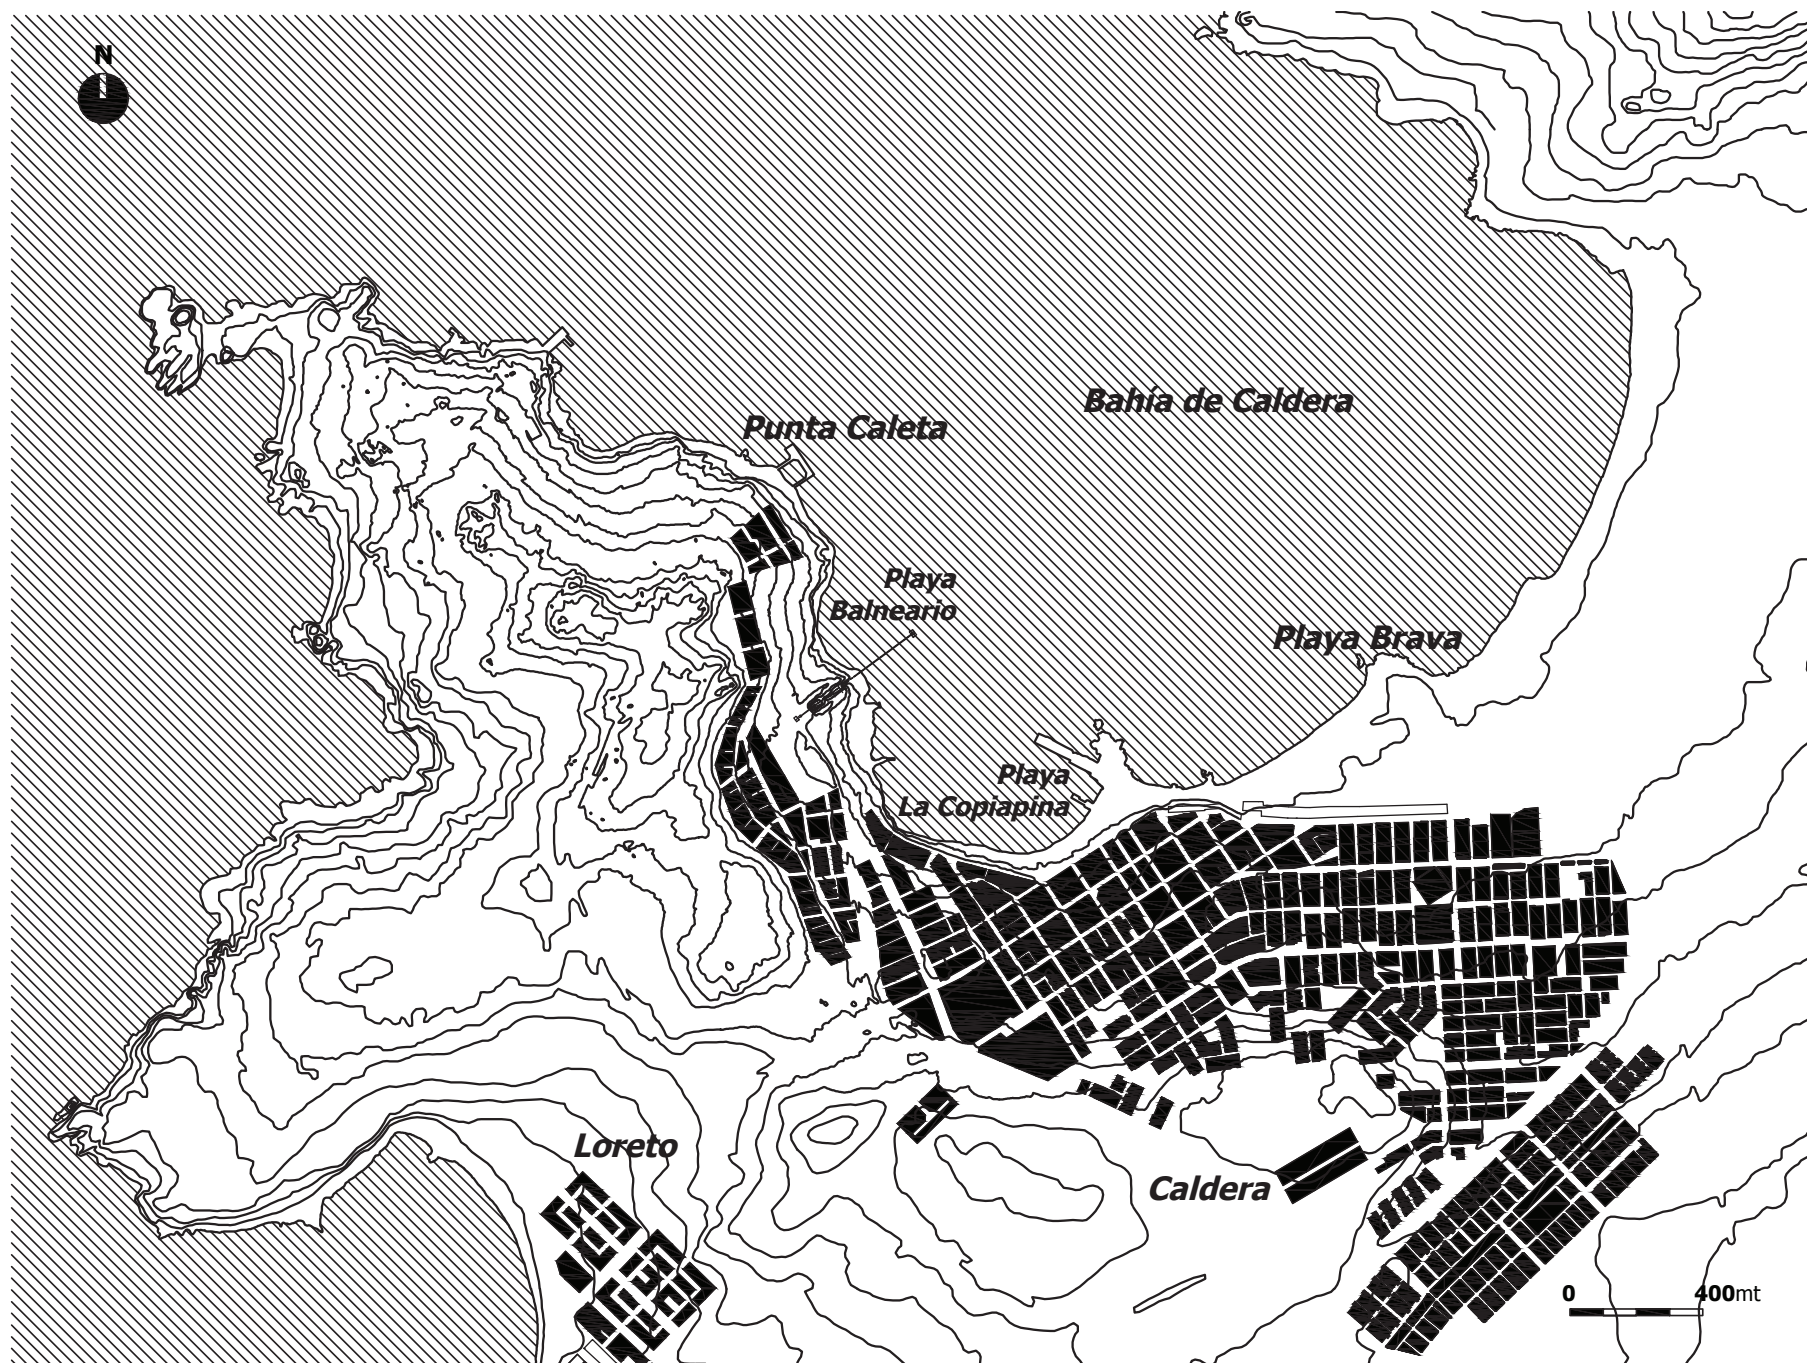 N
Bahía de Caldera
Punta Caleta
Playa
Balneario
Playa Brava
Playa
La Copiapina
Loreto
Caldera
0 400mt